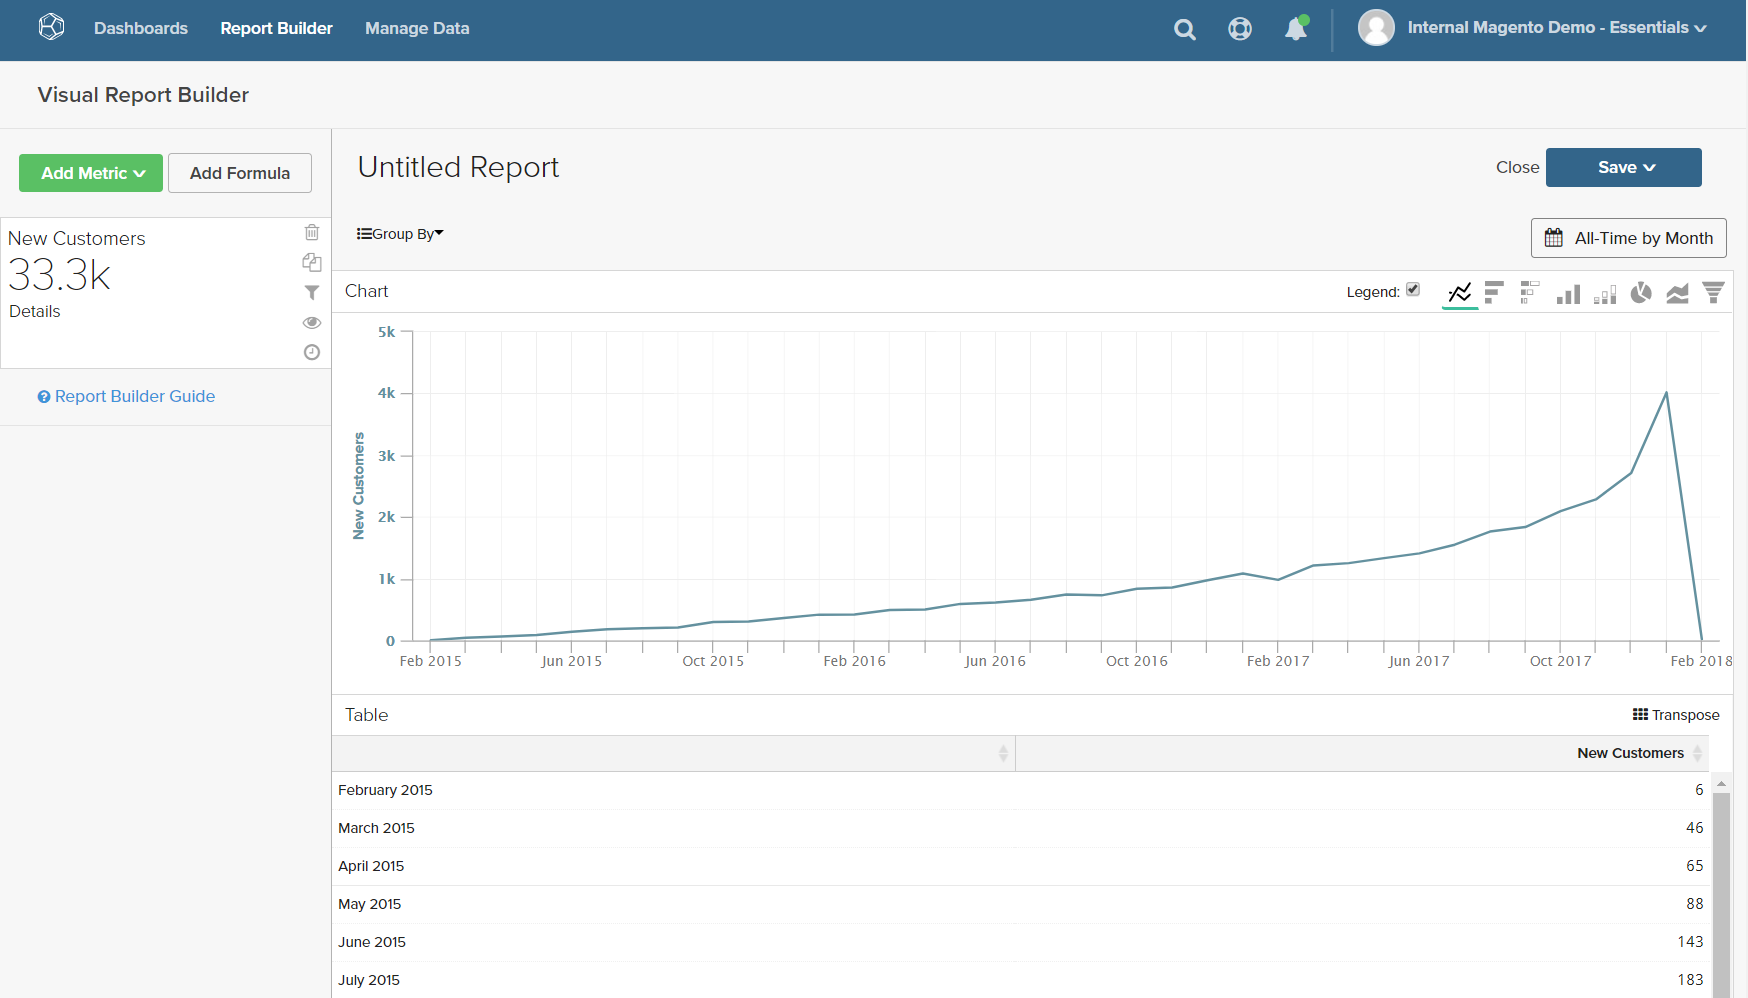 Dashboards Report Builder Manage Data Internal Magento Demo - Essentials
Visual Report Builder
Add Metric Add Formula
New Customers
33.3k
Details
Report Builder Guide
Untitled Report
Close Save
Group By
All-Time by Month
Chart
Legend:
New Customers
5k
4k
3k
2k
1k
0
Feb 2015 Jun 2015 Oct 2015 Feb 2016 Jun 2016 Oct 2016 Feb 2017 Jun 2017 Oct 2017 Feb 2018
Table
Transpose
New Customers
February 2015 6
March 2015 46
April 2015 65
May 2015 88
June 2015 143
July 2015 183